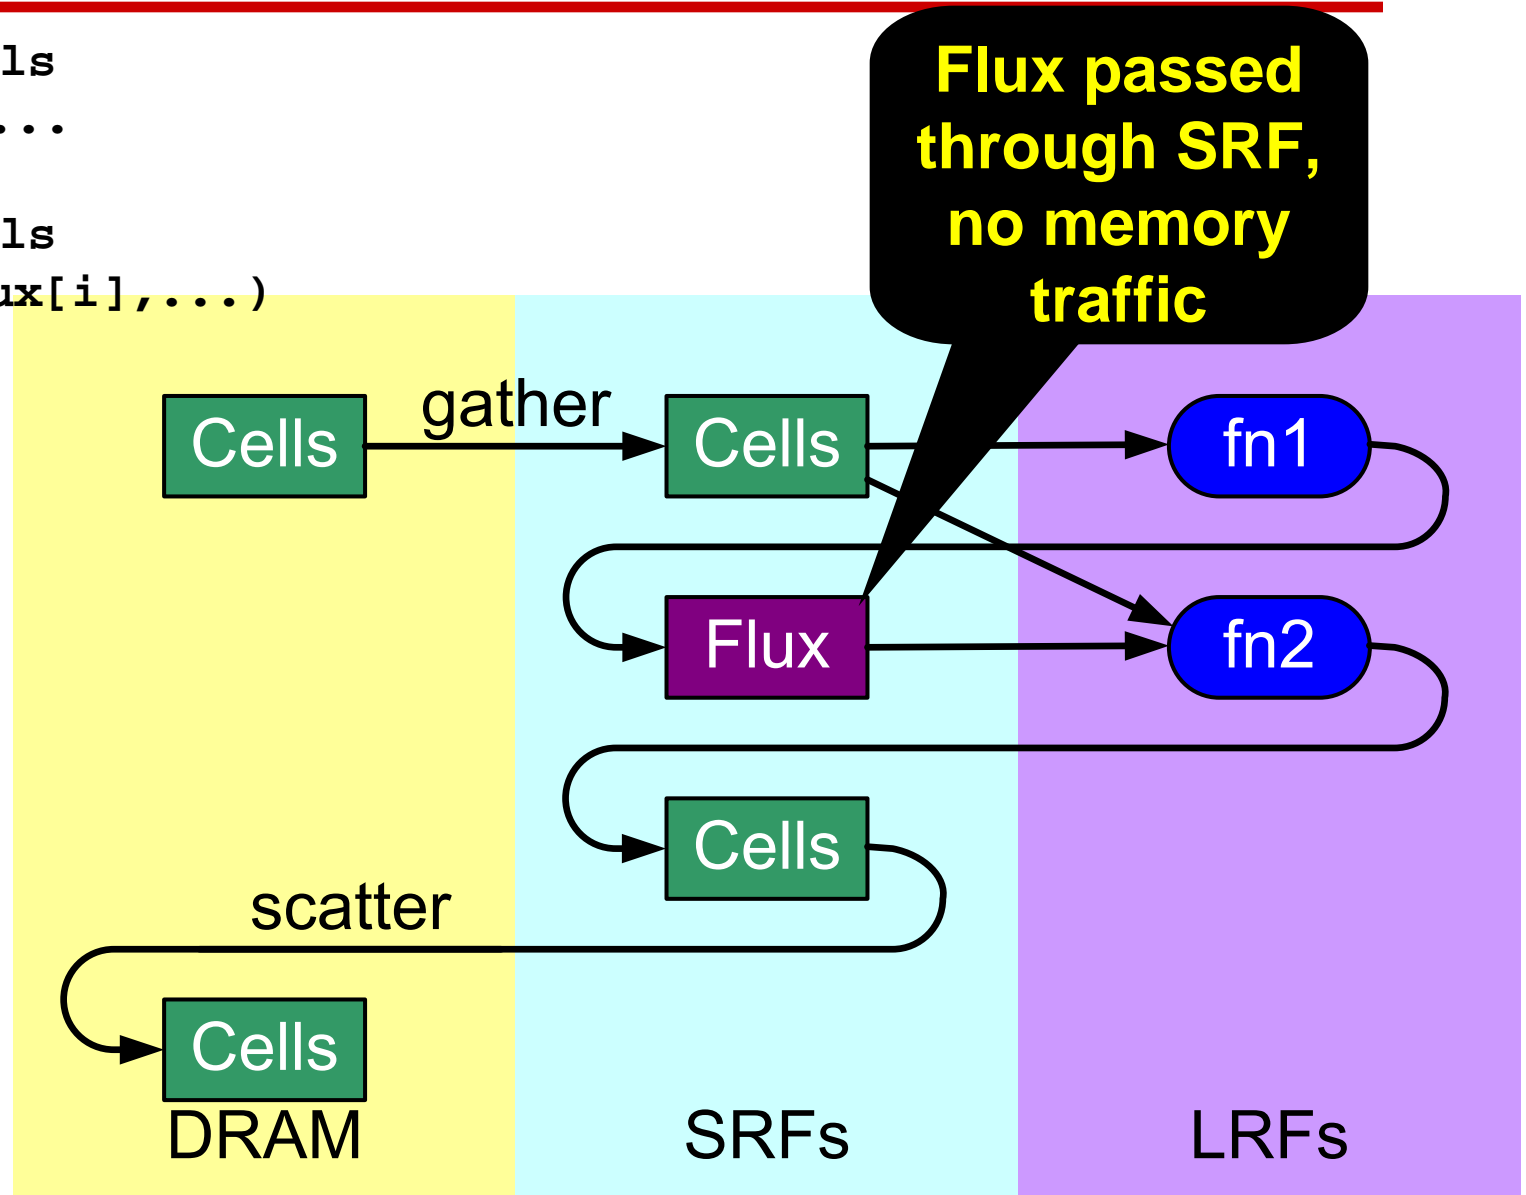 ls
...
ls
ux[i],...)
Flux passed
through SRF,
no memory
traffic
Cells
gather
Cells
fn1
Flux
fn2
Cells
scatter
Cells
DRAM
SRFs
LRFs